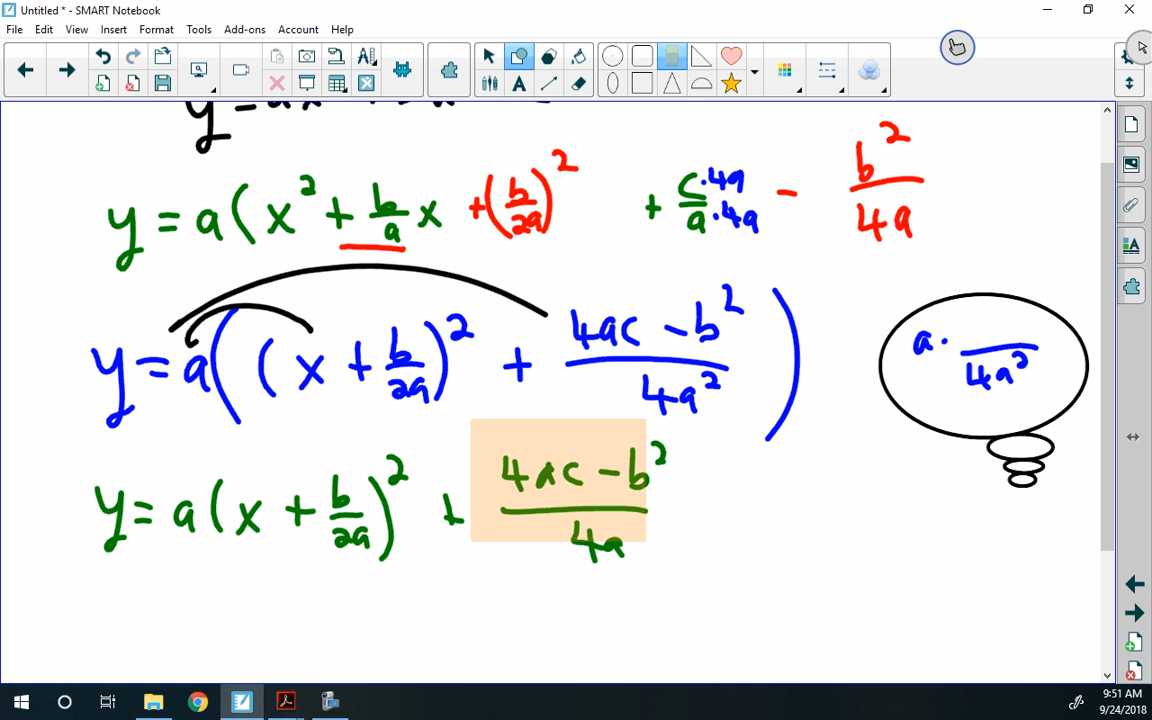 Untitled * - SMART Notebook
File Edit View Insert Format Tools Add-ons Account Help
y = a(x² + b/a x + (b/2a)² + c·4a/a·4a - b²/4a
y = a((x + b/2a)² + (4ac - b²)/4a²)
a· /4a²
y = a(x + b/2a)² + (4ac - b²)/4a
9:51 AM
9/24/2018